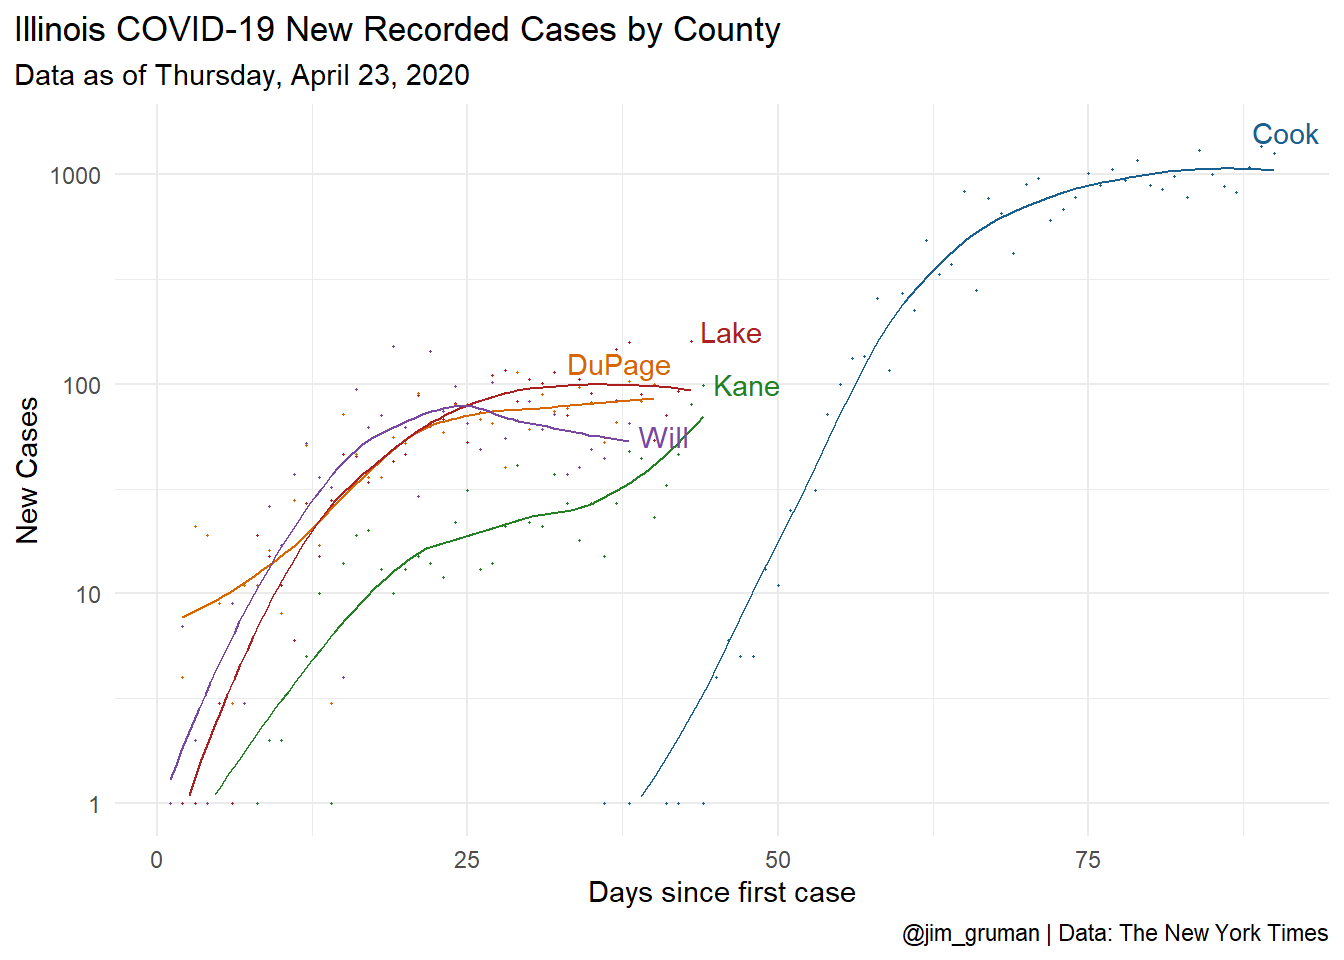 Illinois COVID-19 New Recorded Cases by County
Data as of Thursday, April 23, 2020
Cook
1000
Lake
DuPage
100
Kane
Will
New Cases
10
1
0 25 50 75
Days since first case
@jim_gruman | Data: The New York Times